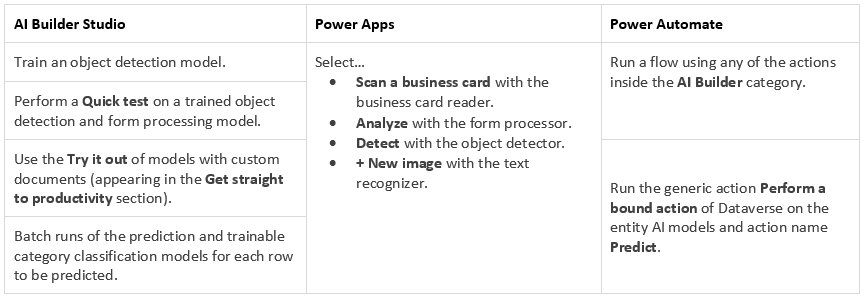 AI Builder Studio
Train an object detection model.
Perform a Quick test on a trained object
detection and form processing model.
Use the Try it out of models with custom
documents (appearing in the Get straight
to productivity section).
Batch runs of the prediction and trainable
category classification models for each row
to be predicted.
Power Apps
Select…
• Scan a business card with the
business card reader.
• Analyze with the form processor.
• Detect with the object detector.
• + New image with the text
recognizer.
Power Automate
Run a flow using any of the actions
inside the AI Builder category.
Run the generic action Perform a
bound action of Dataverse on the
entity AI models and action name
Predict.